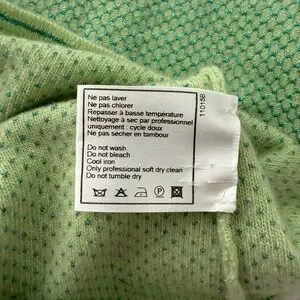 Ne pas laver
Ne pas chlorer
Repasser à basse température
Nettoyage à sec par professionnel
uniquement : cycle doux
Ne pas sécher en tambour
Do not wash
Do not bleach
Cool iron
Only professional soft dry clean
Do not tumble dry
P
11015B